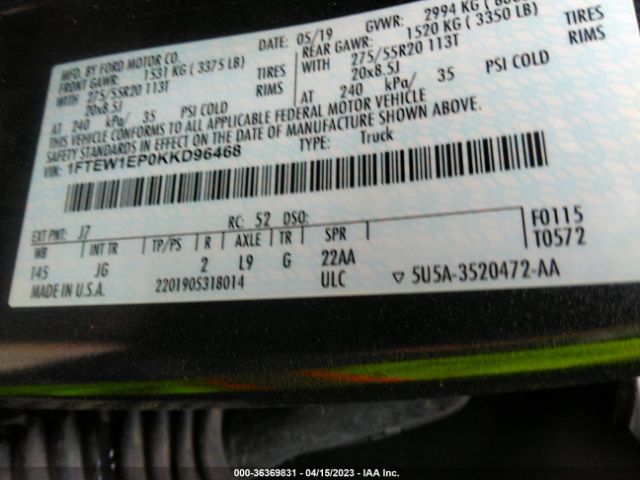 MFD. BY FORD MOTOR CO.
DATE: 05/19 GVWR: 2994 KG
FRONT GAWR: 1531 KG ( 3375 LB)
REAR GAWR: 1520 KG ( 3350 LB)
WITH 275/55R20 113T TIRES
WITH 275/55R20 113T TIRES
20x8.5J RIMS
20x8.5J RIMS
AT 240 kPa/ 35 PSI COLD
AT 240 kPa/ 35 PSI COLD
THIS VEHICLE CONFORMS TO ALL APPLICABLE FEDERAL MOTOR VEHICLE
SAFETY STANDARDS IN EFFECT ON THE DATE OF MANUFACTURE SHOWN ABOVE.
VIN: 1FTEW1EP0KKD96468
TYPE: Truck
EXT PNT: J7 RC: 52 DSO: F0115
WB INT TR TP/PS R AXLE TR SPR T0572
145 JG 2 L9 G 22AA
MADE IN U.S.A. 2201905318014 ULC ▽ 5U5A-3520472-AA
000-36369831 - 04/15/2023 - IAA Inc.